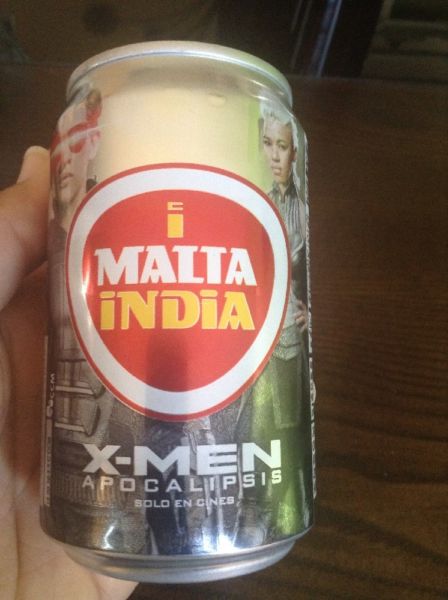 i
MALTA
iNDiA
X-MEN
APOCALIPSIS
SOLO EN CINES